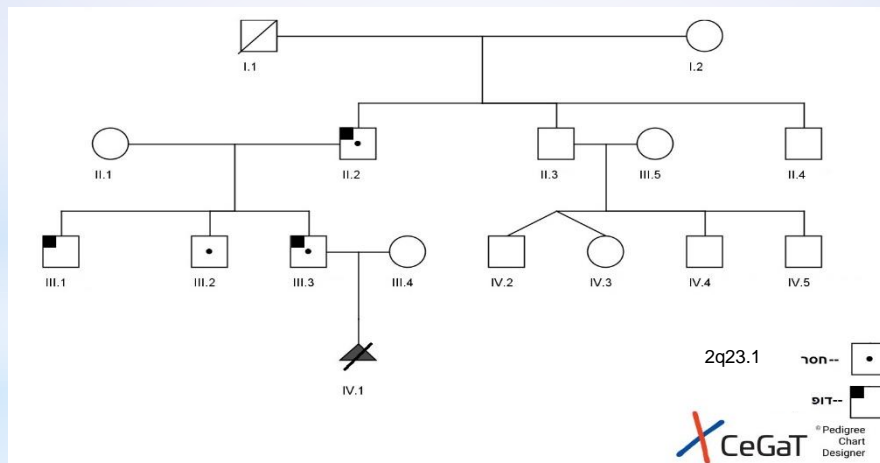 I.1
I.2
II.1
II.2
II.3
III.5
II.4
III.1
III.2
III.3
III.4
IV.2
IV.3
IV.4
IV.5
IV.1
2q23.1
--חסר
--דופ
CeGaT
© Pedigree
Chart
Designer